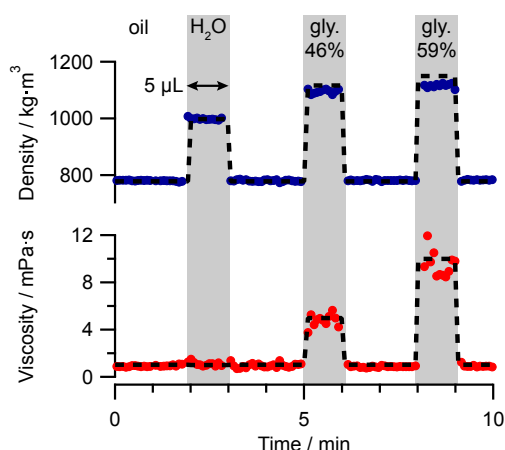 oil H₂O gly. gly.
46% 59%
5 µL
Density / kg·m³
1200
1000
800
Viscosity / mPa·s
12
8
4
0
0 5 10
Time / min